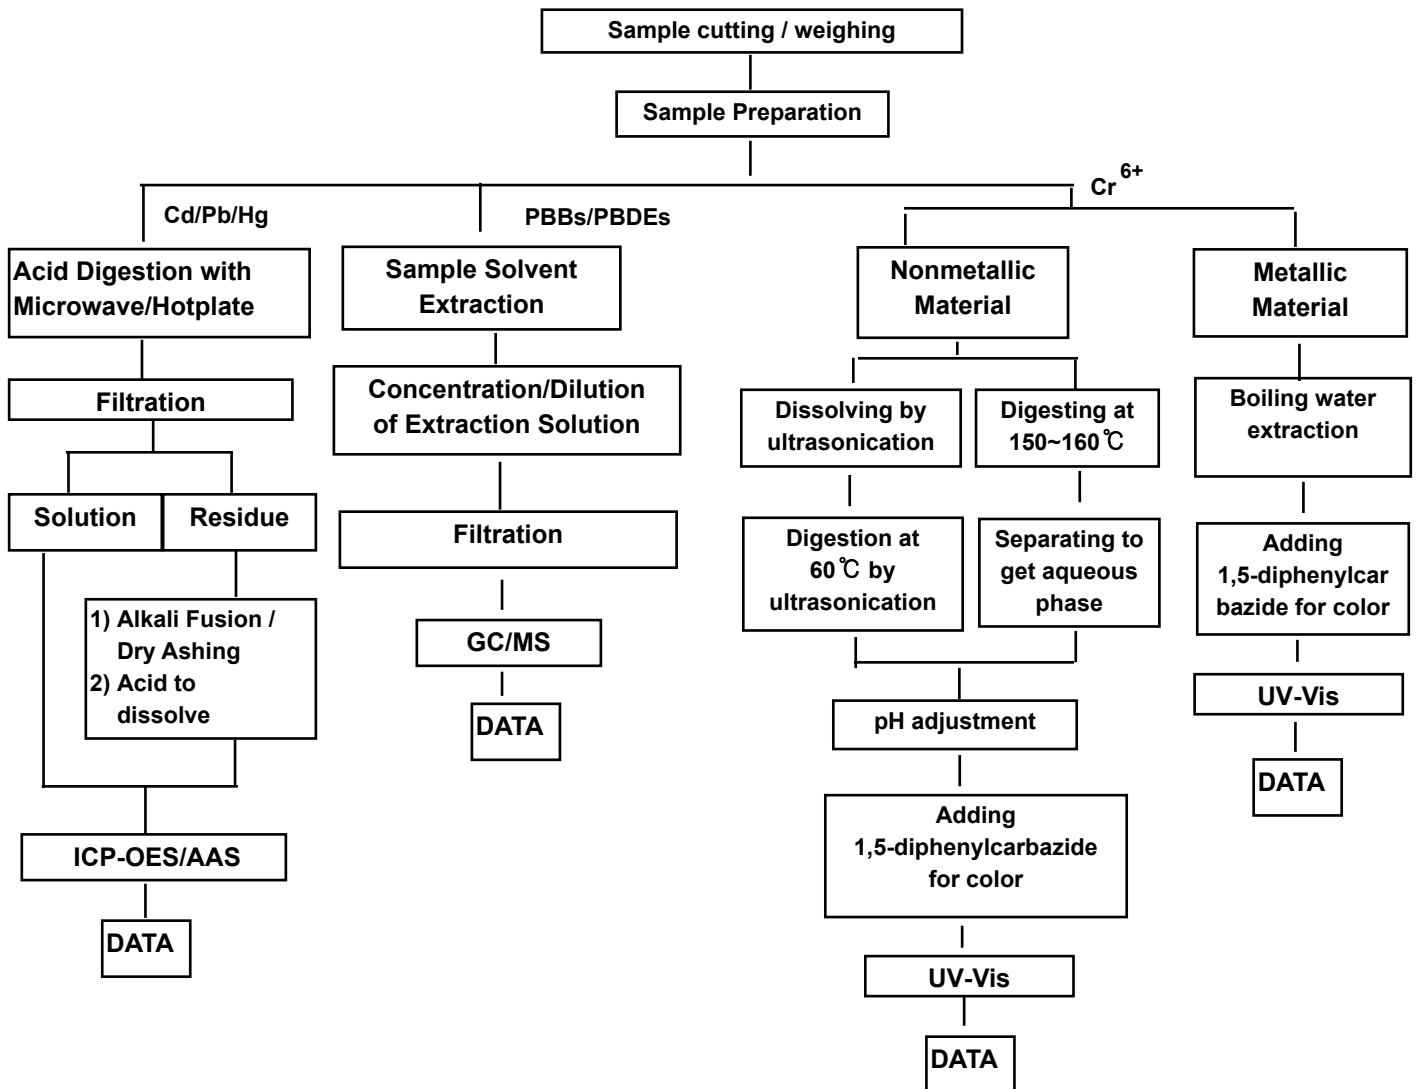 Sample cutting / weighing
Sample Preparation
Cd/Pb/Hg
Acid Digestion with
Microwave/Hotplate
Filtration
Solution
Residue
1) Alkali Fusion /
Dry Ashing
2) Acid to
dissolve
ICP-OES/AAS
DATA
PBBs/PBDEs
Sample Solvent
Extraction
Concentration/Dilution
of Extraction Solution
Filtration
GC/MS
DATA
Cr 6+
Nonmetallic
Material
Dissolving by
ultrasonication
Digestion at
60℃ by
ultrasonication
Digesting at
150~160℃
Separating to
get aqueous
phase
pH adjustment
Adding
1,5-diphenylcarbazide
for color
UV-Vis
DATA
Metallic
Material
Boiling water
extraction
Adding
1,5-diphenylcar
bazide for color
UV-Vis
DATA